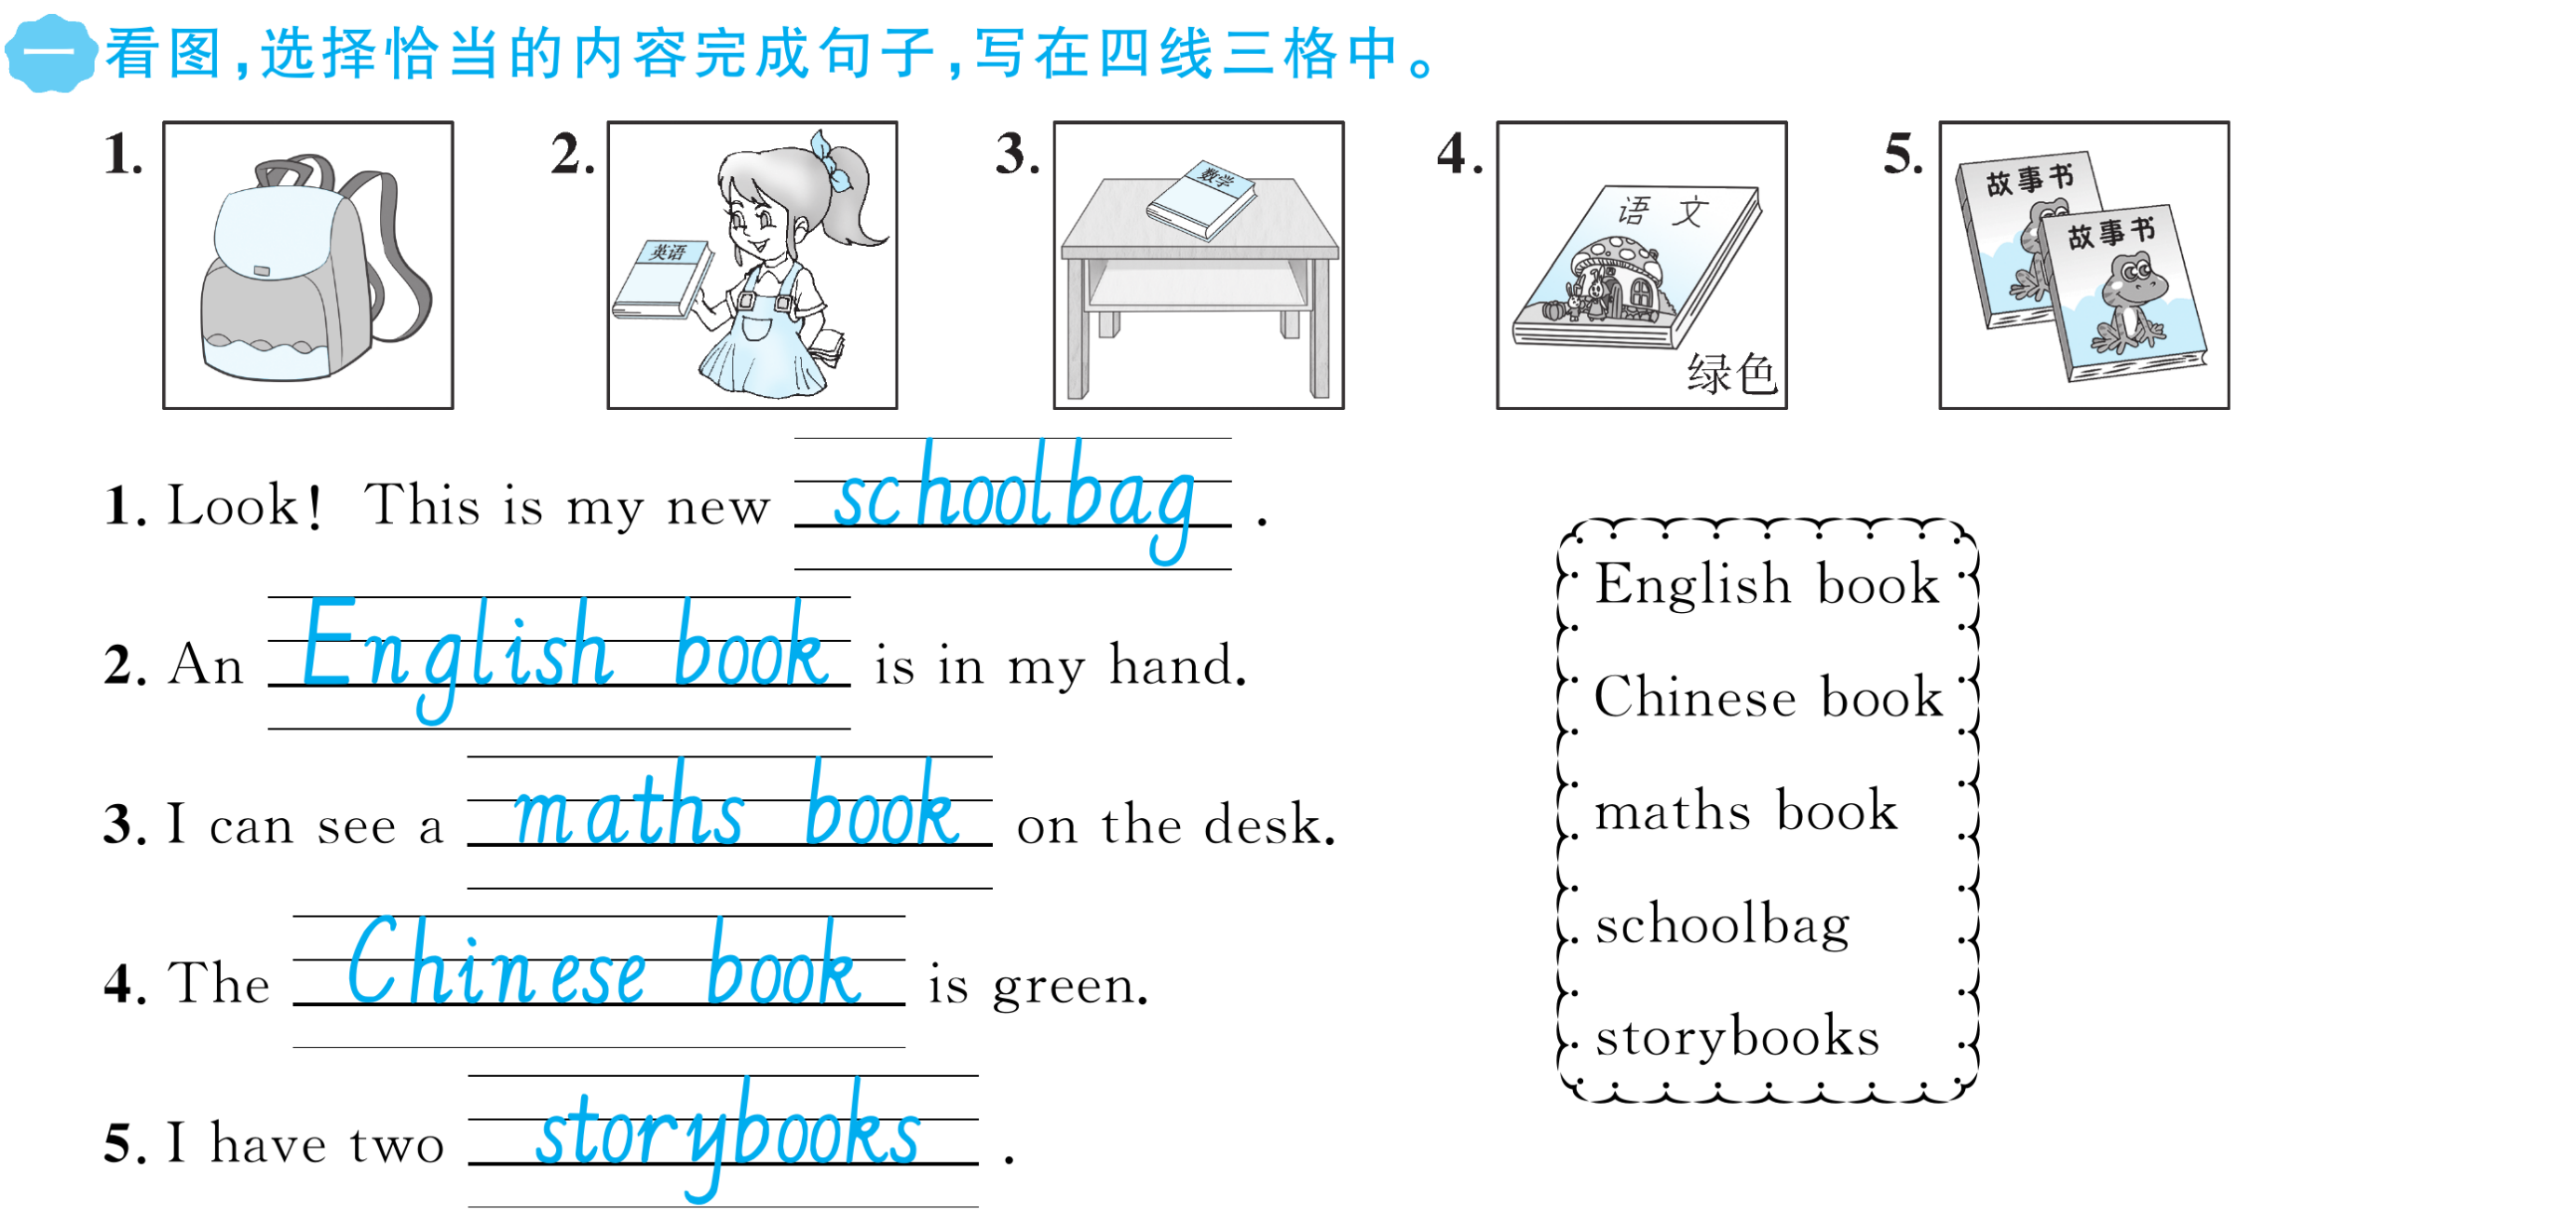 一 看图,选择恰当的内容完成句子,写在四线三格中。
1. 2. 英语 3. 数学 4. 语文 绿色 5. 故事书 故事书
1. Look! This is my new schoolbag .
2. An English book is in my hand.
3. I can see a maths book on the desk.
4. The Chinese book is green.
5. I have two storybooks .
English book
Chinese book
maths book
schoolbag
storybooks